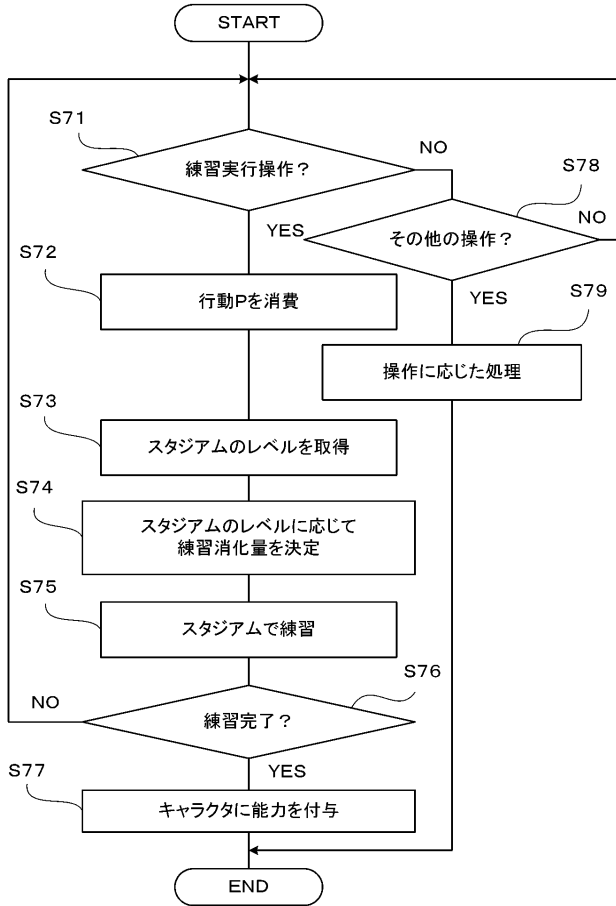 START
S71
練習実行操作？
NO
S78
YES
その他の操作？
NO
S72
行動Pを消費
YES
S79
操作に応じた処理
S73
スタジアムのレベルを取得
S74
スタジアムのレベルに応じて
練習消化量を決定
S75
スタジアムで練習
S76
NO
練習完了？
YES
S77
キャラクタに能力を付与
END